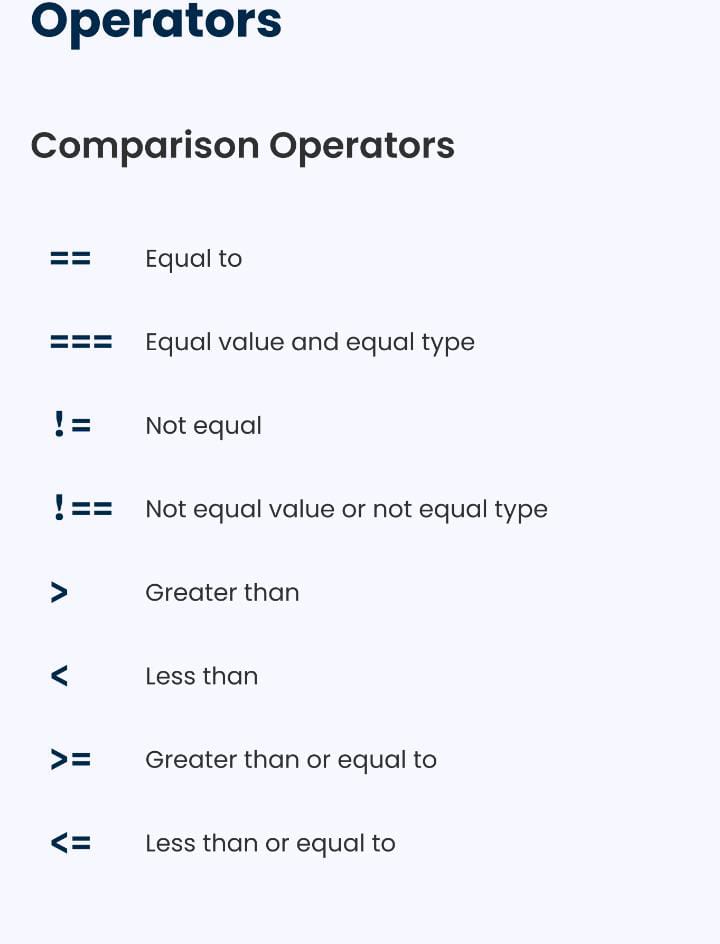 Operators
Comparison Operators
== Equal to
=== Equal value and equal type
!= Not equal
!== Not equal value or not equal type
> Greater than
< Less than
>= Greater than or equal to
<= Less than or equal to